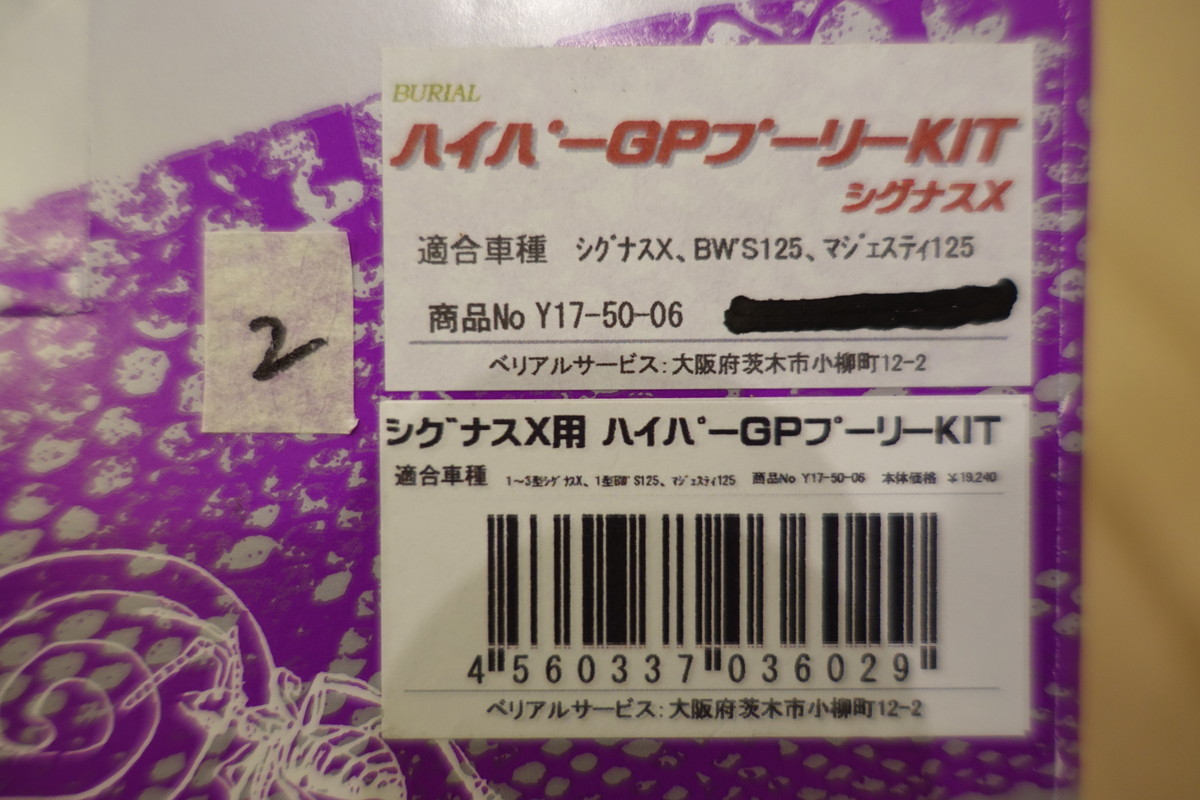 BURIAL
ハイパーGPプーリーKIT
シグナスX
適合車種 シグナスX、BW'S125、マジェスティ125
商品No Y17-50-06
ベリアルサービス:大阪府茨木市小柳町12-2
2
シグナスX用 ハイパーGPプーリーKIT
適合車種 1~3型シグナスX、1型BW'S125、マジェスティ125 商品No Y17-50-06 本体価格 ¥19,240
4 560337 036029
ベリアルサービス:大阪府茨木市小柳町12-2